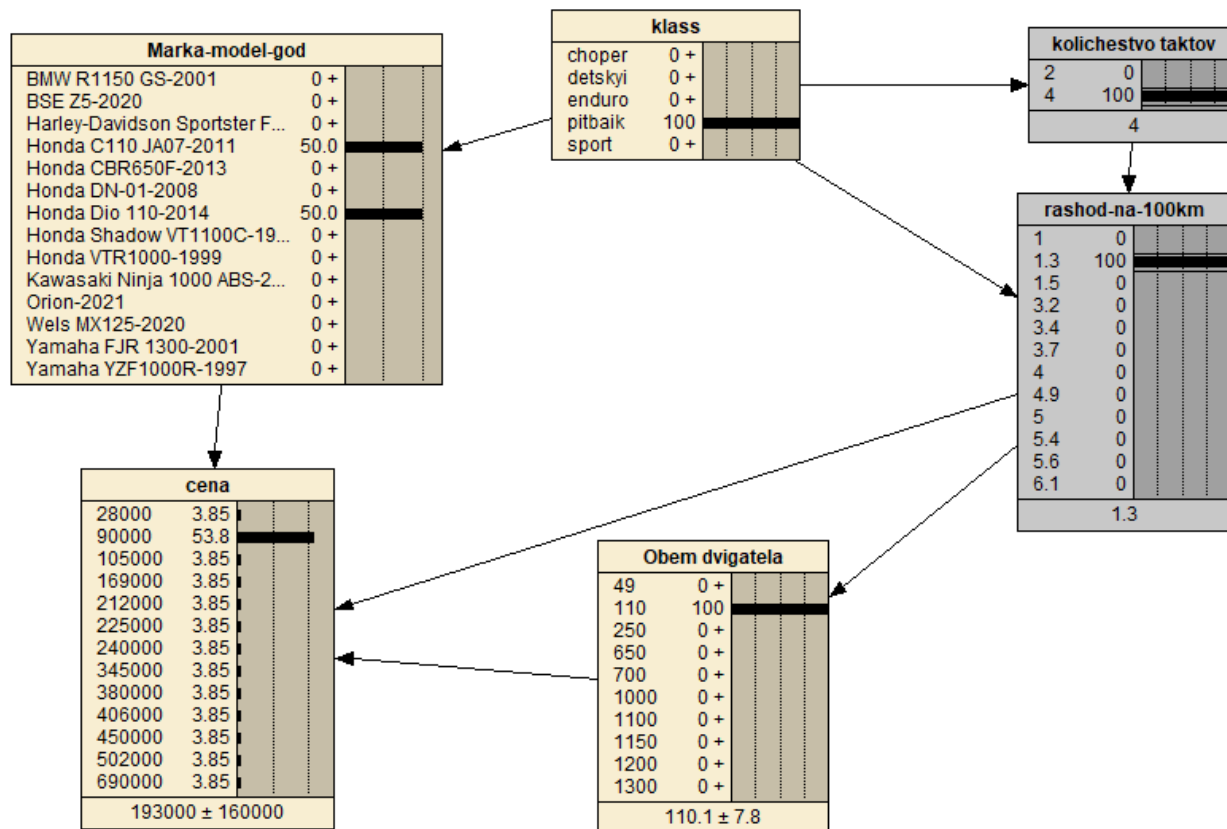 Marka-model-god
BMW R1150 GS-2001 0 +
BSE Z5-2020 0 +
Harley-Davidson Sportster F... 0 +
Honda C110 JA07-2011 50.0
Honda CBR650F-2013 0 +
Honda DN-01-2008 0 +
Honda Dio 110-2014 50.0
Honda Shadow VT1100C-19... 0 +
Honda VTR1000-1999 0 +
Kawasaki Ninja 1000 ABS-2... 0 +
Orion-2021 0 +
Wels MX125-2020 0 +
Yamaha FJR 1300-2001 0 +
Yamaha YZF1000R-1997 0 +
klass
choper 0 +
detskyi 0 +
enduro 0 +
pitbaik 100
sport 0 +
kolichestvo taktov
2 0
4 100
4
rashod-na-100km
1 0
1.3 100
1.5 0
3.2 0
3.4 0
3.7 0
4 0
4.9 0
5 0
5.4 0
5.6 0
6.1 0
1.3
cena
28000 3.85
90000 53.8
105000 3.85
169000 3.85
212000 3.85
225000 3.85
240000 3.85
345000 3.85
380000 3.85
406000 3.85
450000 3.85
502000 3.85
690000 3.85
193000 ± 160000
Obem dvigatela
49 0 +
110 100
250 0 +
650 0 +
700 0 +
1000 0 +
1100 0 +
1150 0 +
1200 0 +
1300 0 +
110.1 ± 7.8